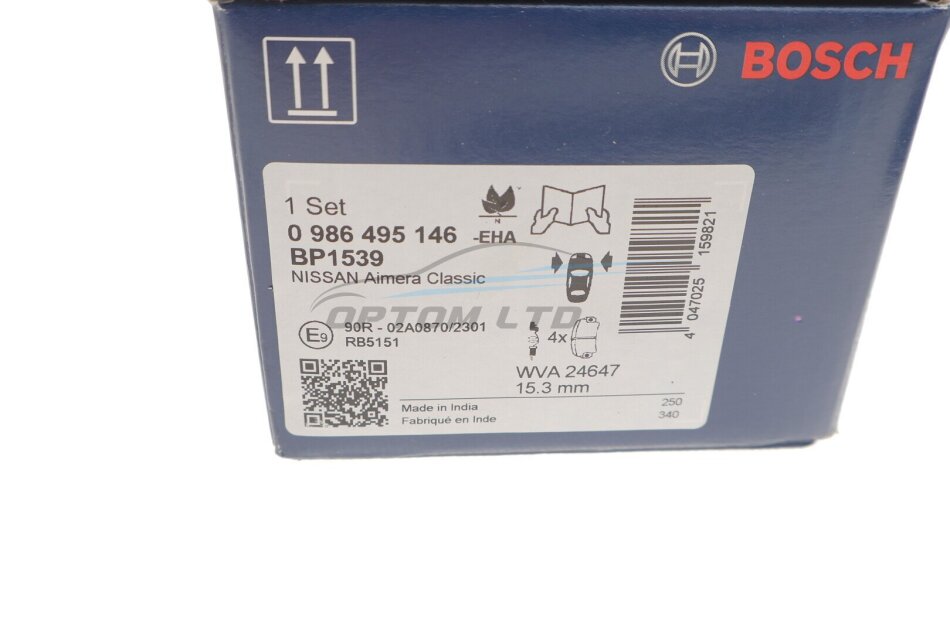 BOSCH
1 Set
0 986 495 146 -EHA
BP1539
NISSAN Aimera Classic
OPTOM LTD
E9
90R - 02A0870/2301
RB5151
4x
WVA 24647
15.3 mm
Made in India
Fabriqué en Inde
250
340
4 047025 159821
N